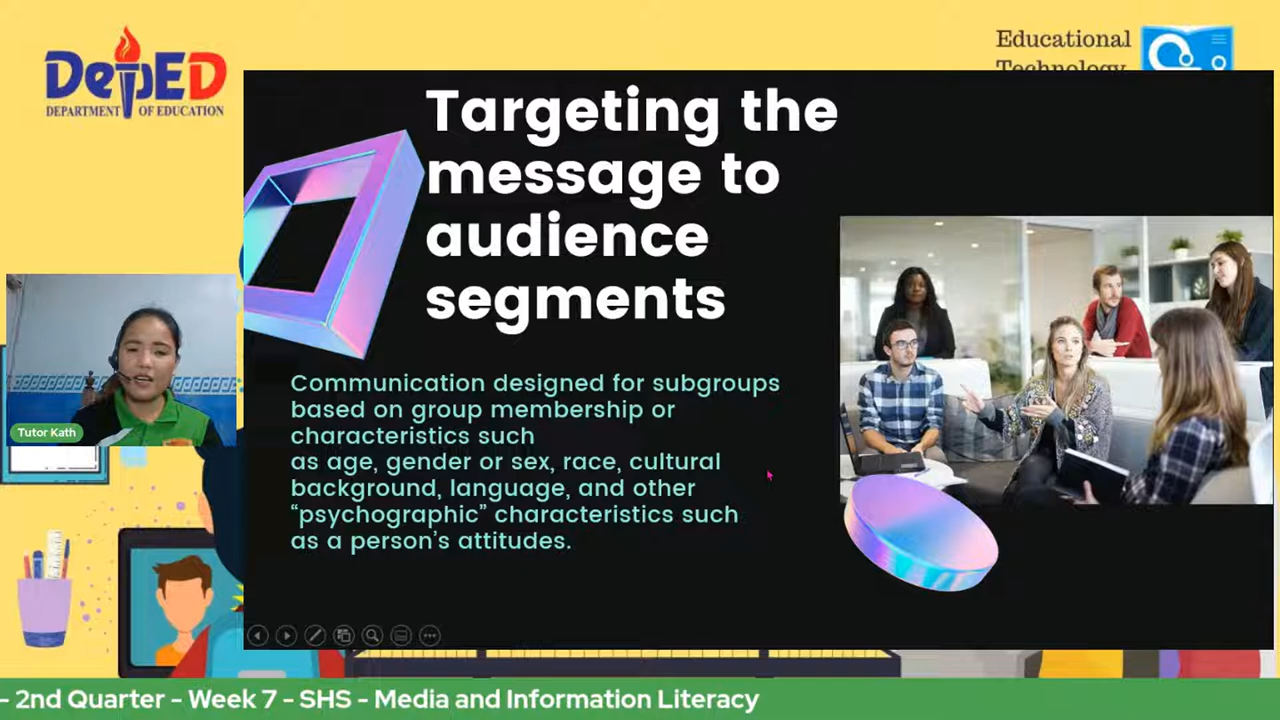 DepED
DEPARTMENT OF EDUCATION
Educational
Technology
Targeting the
message to
audience
segments
Communication designed for subgroups
based on group membership or
characteristics such
as age, gender or sex, race, cultural
background, language, and other
“psychographic” characteristics such
as a person's attitudes.
Tutor Kath
- 2nd Quarter - Week 7 - SHS - Media and Information Literacy